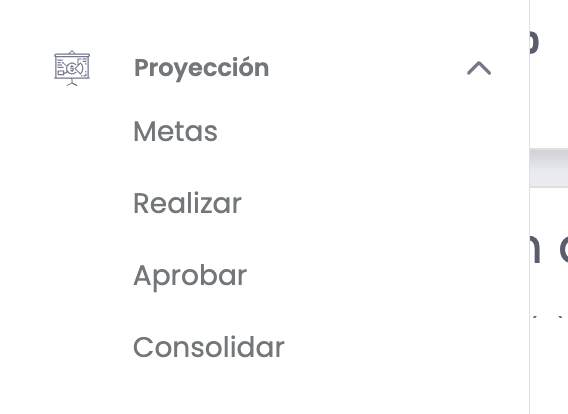 Proyección
Metas
Realizar
Aprobar
Consolidar